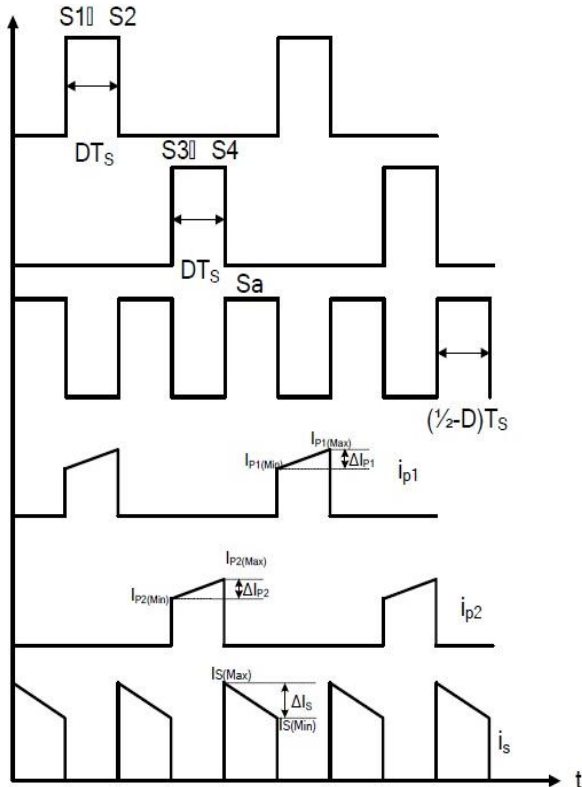 S1▯ S2
DTS
S3▯ S4
DTS
Sa
(½-D)TS
IP1(Max)
IP1(Min)
ΔIP1
ip1
IP2(Max)
IP2(Min)
ΔIP2
ip2
IS(Max)
ΔIS
IS(Min)
is
t